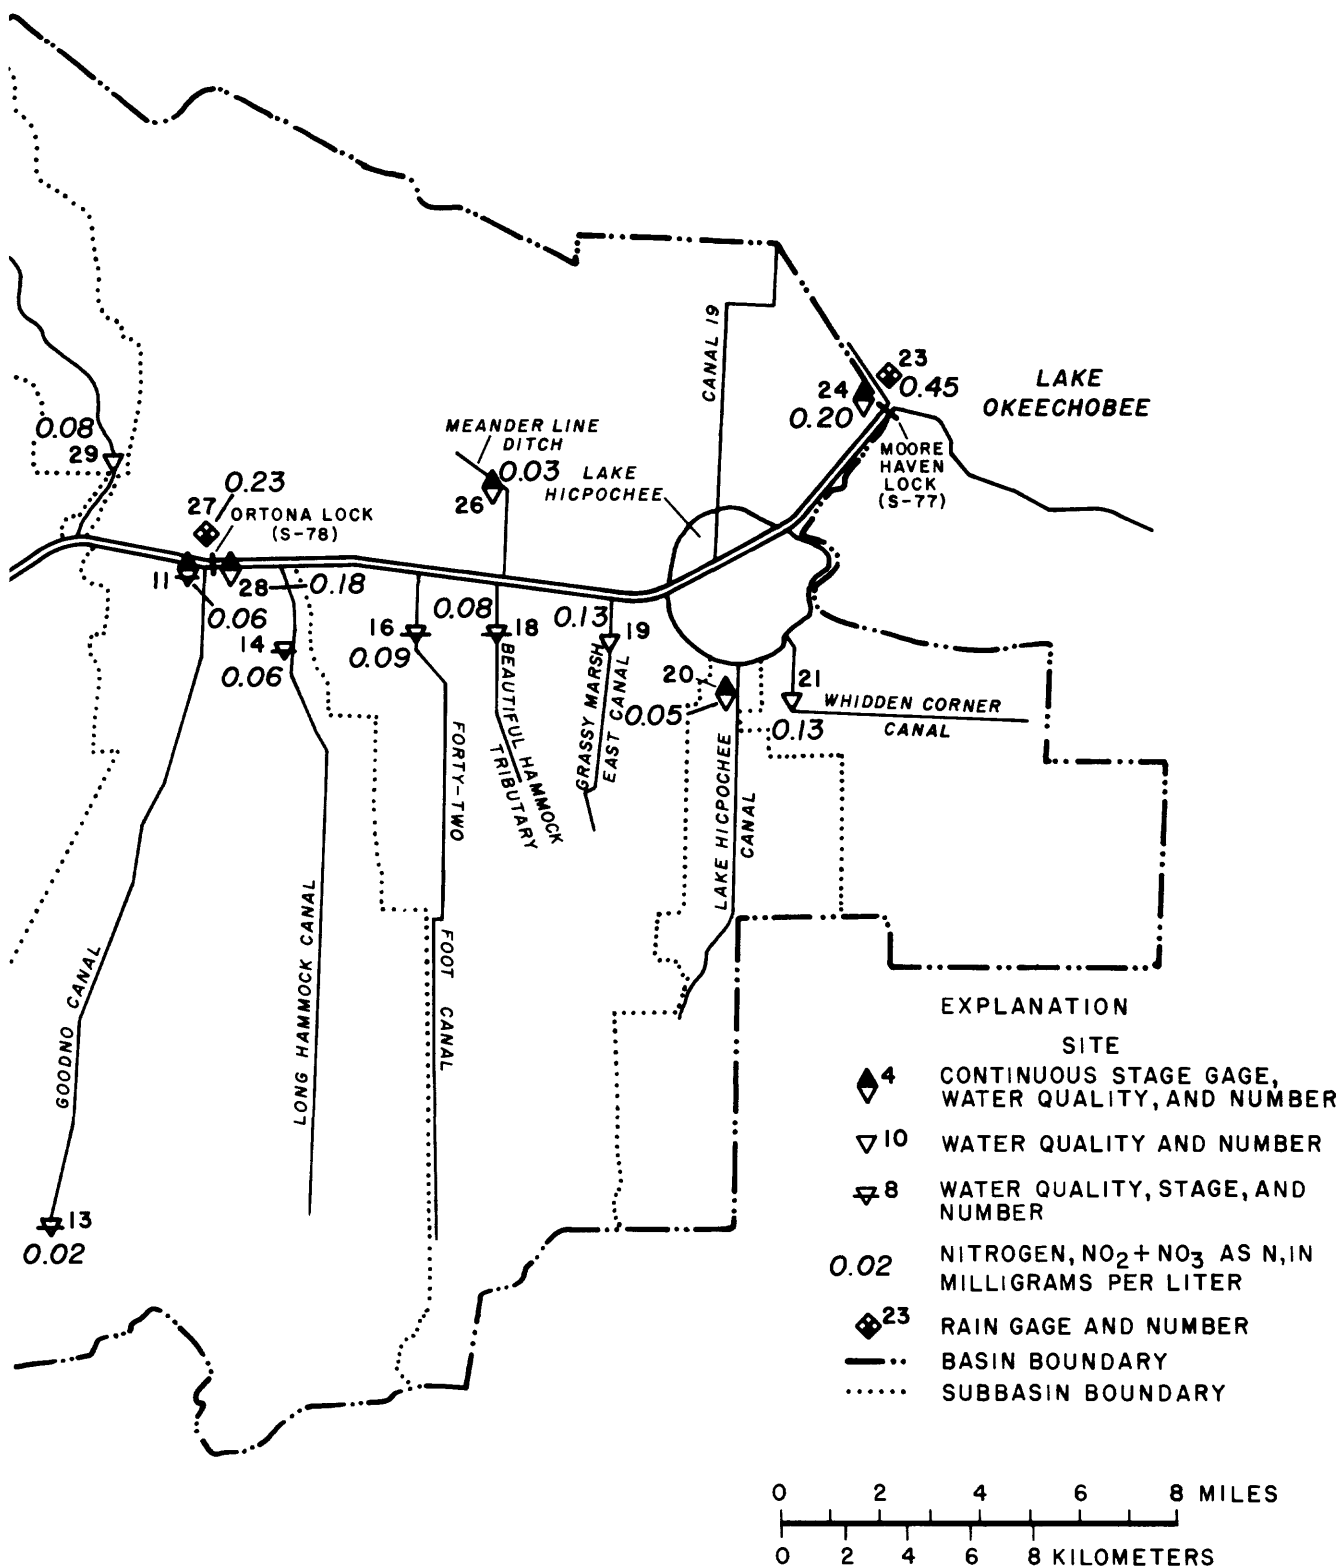 CANAL 19
23
0.45
24
0.20
LAKE
OKEECHOBEE
MOORE
HAVEN
LOCK
(S-77)
MEANDER LINE
DITCH
0.03
26
LAKE
HICPOCHEE
0.08
29
27
0.23
ORTONA LOCK
(S-78)
11
0.06
28
0.18
14
0.06
16
0.09
0.08
18
0.13
19
20
0.05
21
0.13
WHIDDEN CORNER
CANAL
BEAUTIFUL HAMMOCK
TRIBUTARY
GRASSY MARSH
EAST CANAL
FORTY-TWO
FOOT CANAL
LAKE HICPOCHEE
CANAL
LONG HAMMOCK CANAL
GOODNO CANAL
13
0.02
EXPLANATION
SITE
4 CONTINUOUS STAGE GAGE,
WATER QUALITY, AND NUMBER
10 WATER QUALITY AND NUMBER
8 WATER QUALITY, STAGE, AND
NUMBER
0.02 NITROGEN, NO2+NO3 AS N, IN
MILLIGRAMS PER LITER
23 RAIN GAGE AND NUMBER
BASIN BOUNDARY
SUBBASIN BOUNDARY
0 2 4 6 8 MILES
0 2 4 6 8 KILOMETERS